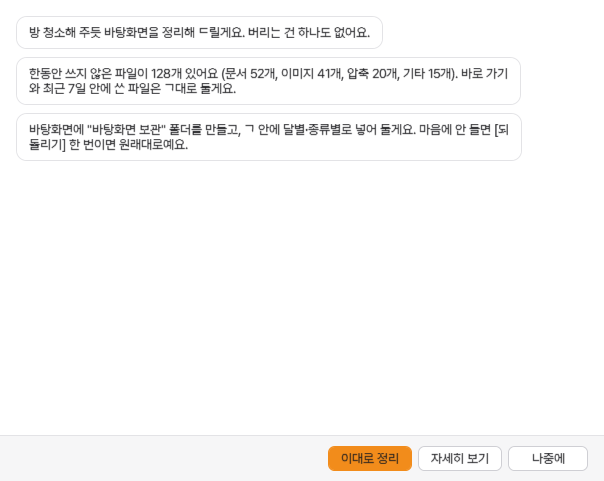 방 청소해 주듯 바탕화면을 정리해 드릴게요. 버리는 건 하나도 없어요.
한동안 쓰지 않은 파일이 128개 있어요 (문서 52개, 이미지 41개, 압축 20개, 기타 15개). 바로 가기
와 최근 7일 안에 쓴 파일은 그대로 둘게요.
바탕화면에 "바탕화면 보관" 폴더를 만들고, 그 안에 달별·종류별로 넣어 둘게요. 마음에 안 들면 [되
돌리기] 한 번이면 원래대로예요.
이대로 정리
자세히 보기
나중에